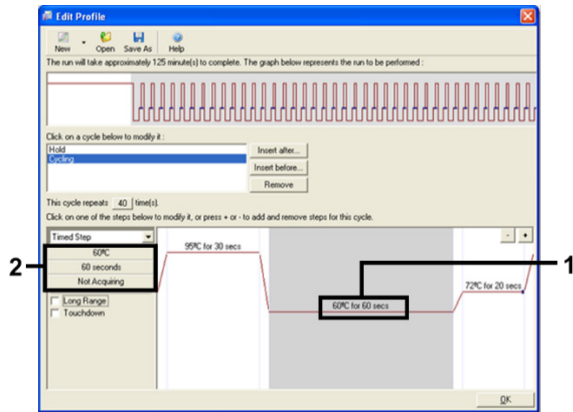 Edit Profile
New Open Save As Help
The run will take approximately 125 minute(s) to complete. The graph below represents the run to be performed :
Click on a cycle below to modify it :
Hold
Cycling
Insert after...
Insert before...
Remove
This cycle repeats 40 time(s).
Click on one of the steps below to modify it, or press + or - to add and remove steps for this cycle.
Timed Step
- +
60ºC
60 seconds
Not Acquiring
Long Range
Touchdown
95ºC for 30 secs
60ºC for 60 secs
72ºC for 20 secs
2
1
OK